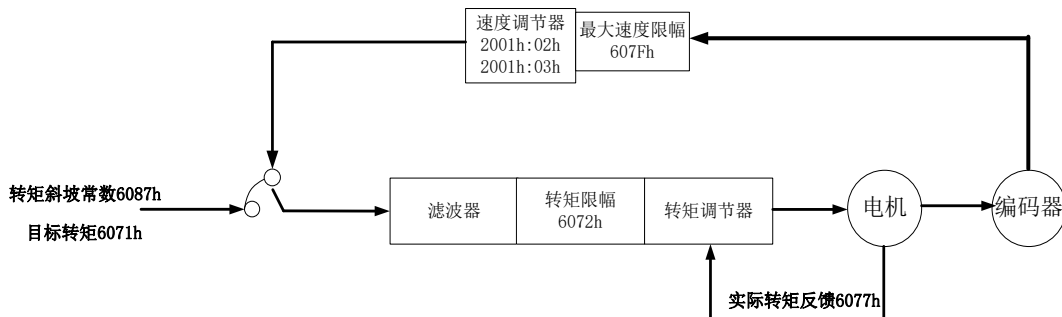 速度调节器
2001h:02h
2001h:03h
最大速度限幅
607Fh
转矩斜坡常数6087h
目标转矩6071h
滤波器
转矩限幅
6072h
转矩调节器
电机
编码器
实际转矩反馈6077h